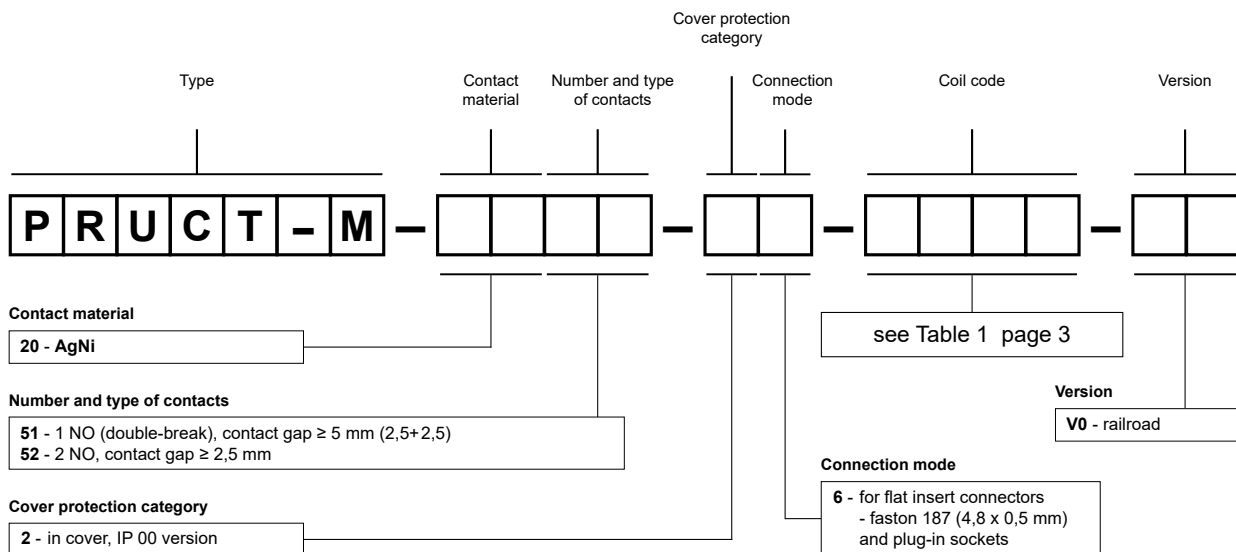 Cover protection
category
Type
Contact
material
Number and type
of contacts
Connection
mode
Coil code
Version
PRUCT-M – – – –
Contact material
20 - AgNi
see Table 1 page 3
Number and type of contacts
51 - 1 NO (double-break), contact gap ≥ 5 mm (2,5+2,5)
52 - 2 NO, contact gap ≥ 2,5 mm
Version
V0 - railroad
Cover protection category
2 - in cover, IP 00 version
Connection mode
6 - for flat insert connectors
- faston 187 (4,8 x 0,5 mm)
and plug-in sockets